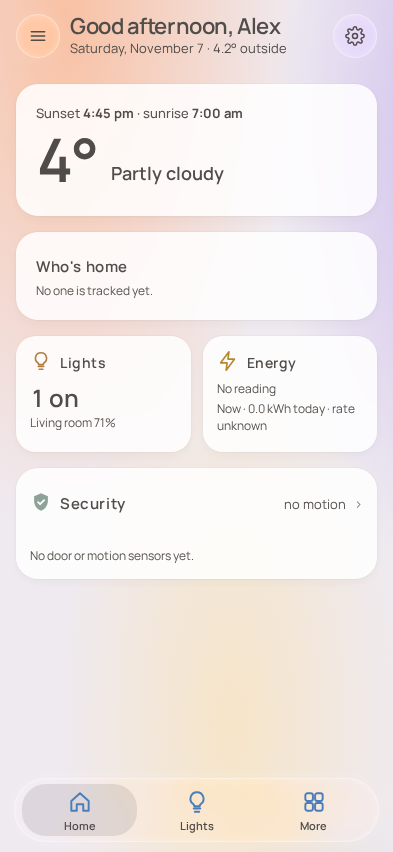 Good afternoon, Alex
Saturday, November 7 · 4.2° outside
Sunset 4:45 pm · sunrise 7:00 am
4° Partly cloudy
Who's home
No one is tracked yet.
Lights
1 on
Living room 71%
Energy
No reading
Now · 0.0 kWh today · rate
unknown
Security
no motion
No door or motion sensors yet.
Home
Lights
More